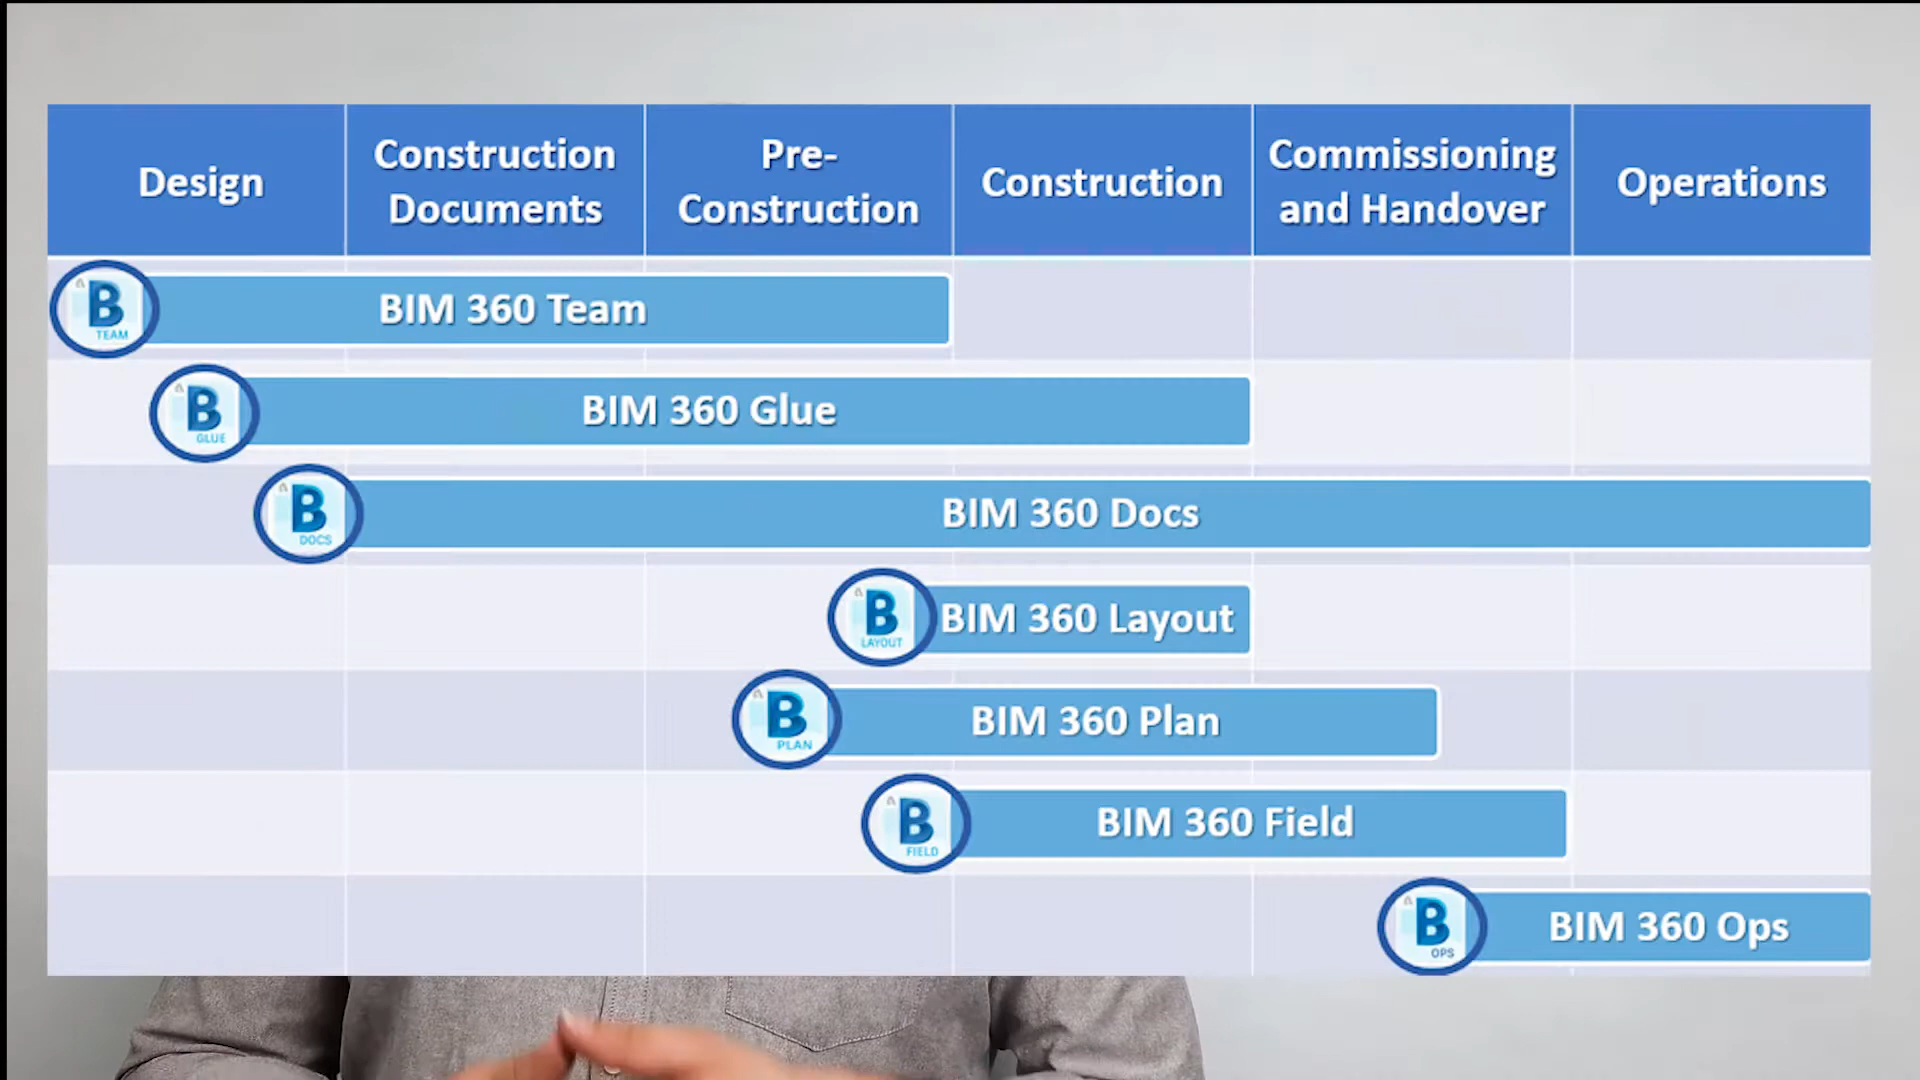 Design
Construction
Documents
Pre-
Construction
Construction
Commissioning
and Handover
Operations
B
TEAM
BIM 360 Team
B
GLUE
BIM 360 Glue
B
DOCS
BIM 360 Docs
B
LAYOUT
BIM 360 Layout
B
PLAN
BIM 360 Plan
B
FIELD
BIM 360 Field
B
OPS
BIM 360 Ops